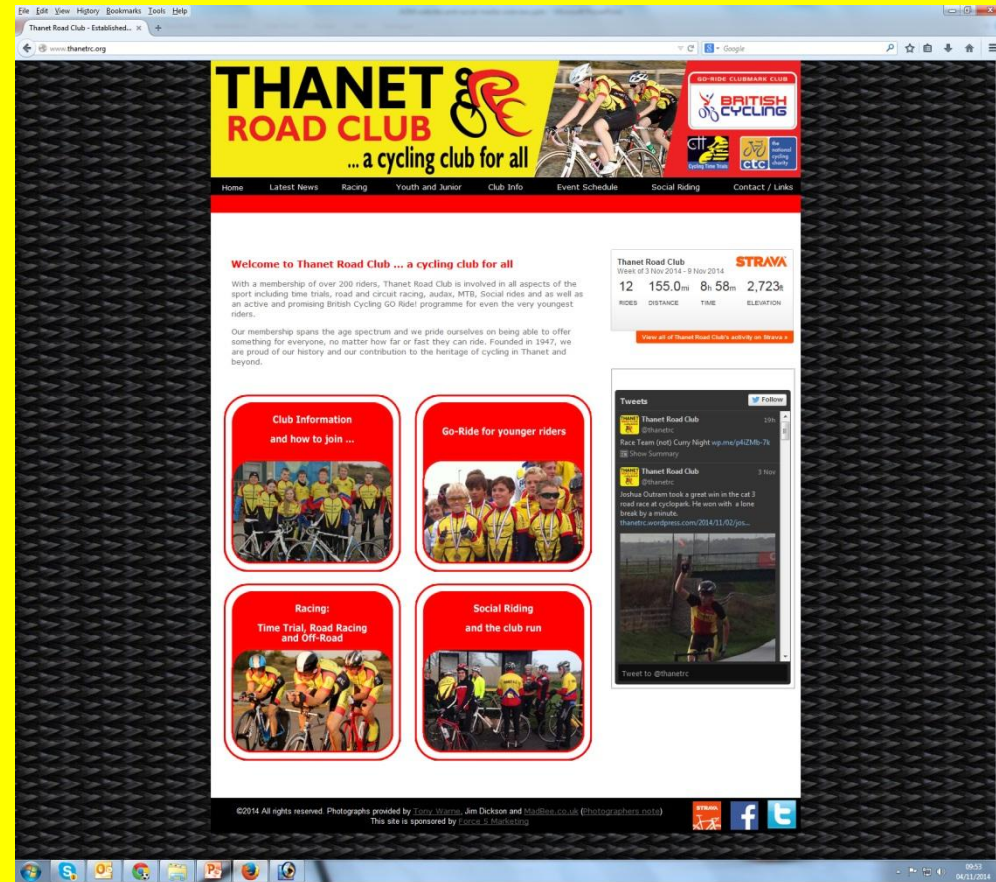 File Edit View History Bookmarks Tools Help
Thanet Road Club - Established...
www.thanetrc.org
Google
THANET
ROAD CLUB
... a cycling club for all
GO-RIDE CLUBMARK CLUB
BRITISH
CYCLING
ctt
Cycling Time Trials
ctc
the
national
cycling
charity
Home Latest News Racing Youth and Junior Club Info Event Schedule Social Riding Contact / Links
Welcome to Thanet Road Club ... a cycling club for all
With a membership of over 200 riders, Thanet Road Club is involved in all aspects of the
sport including time trials, road and circuit racing, audax, MTB, Social rides and as well as
an active and promising British Cycling GO Ride! programme for even the very youngest
riders.
Our membership spans the age spectrum and we pride ourselves on being able to offer
something for everyone, no matter how far or fast they can ride. Founded in 1947, we
are proud of our history and our contribution to the heritage of cycling in Thanet and
beyond.
Club Information
and how to join ...
Go-Ride for younger riders
Racing:
Time Trial, Road Racing
and Off-Road
Social Riding
and the club run
Thanet Road Club
STRAVA
Week of 3 Nov 2014 - 9 Nov 2014
12 155.0mi 8h 58m 2,723ft
RIDES DISTANCE TIME ELEVATION
View all of Thanet Road Club's activity on Strava »
Tweets
Follow
Thanet Road Club 19h
@thanetrc
Race Team (not) Curry Night wp.me/p4iZMb-7k
Show Summary
Thanet Road Club 3 Nov
@thanetrc
Joshua Outram took a great win in the cat 3
road race at cyclopark. He won with a lone
break by a minute.
thanetrc.wordpress.com/2014/11/02/jos...
Tweet to @thanetrc
©2014 All rights reserved. Photographs provided by Tony Warne, Jim Dickson and MadBee.co.uk (Photographers note)
This site is sponsored by Force 5 Marketing
STRAVA
09:53
04/11/2014